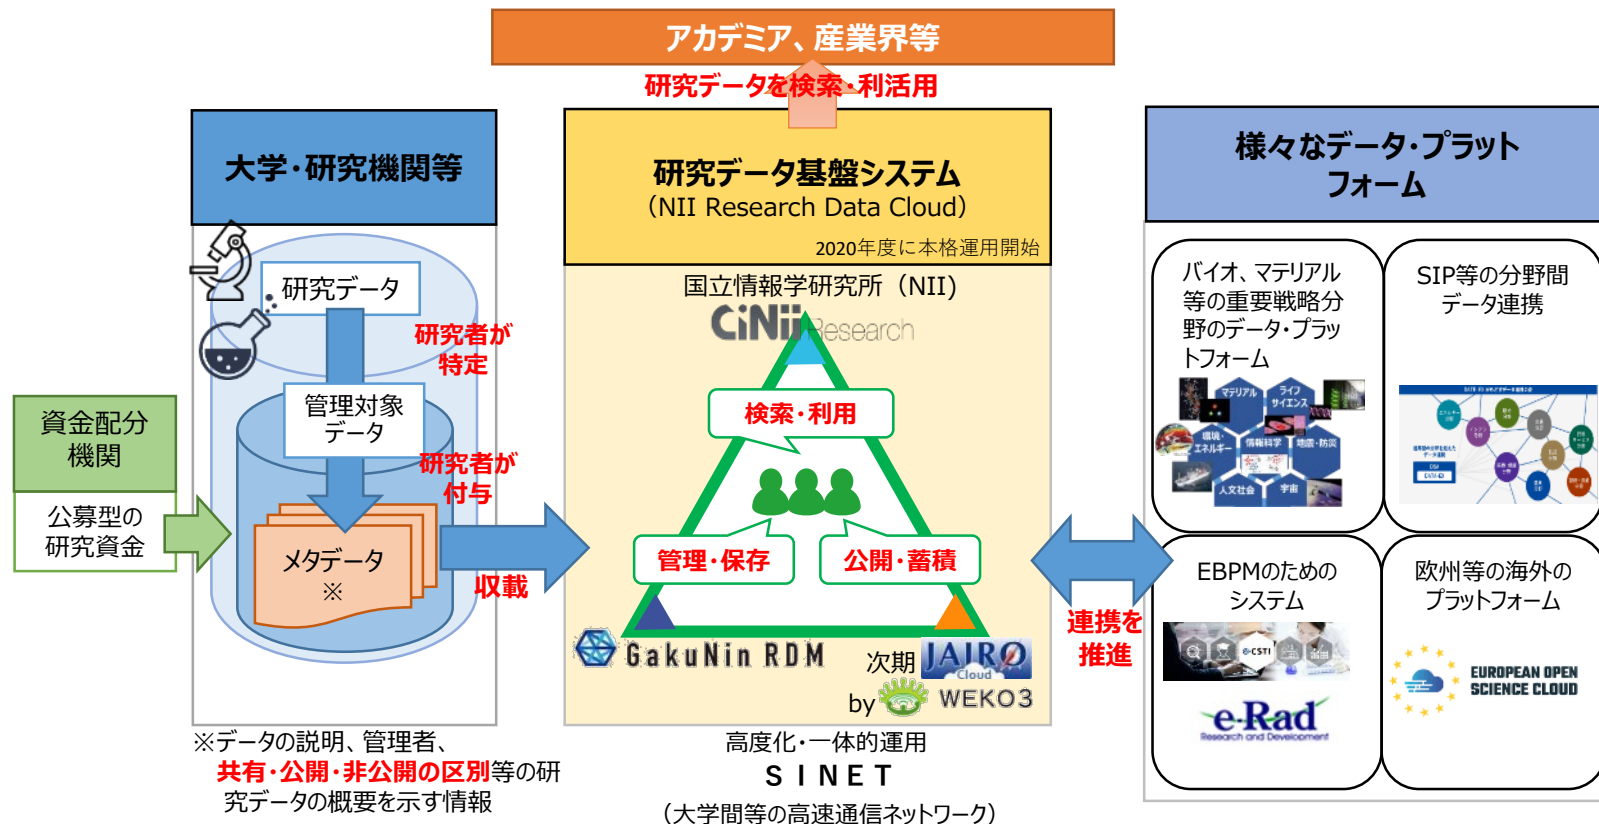 アカデミア、産業界等
研究データを検索・利活用
大学・研究機関等
研究データ
研究者が
特定
管理対象
データ
研究者が
付与
メタデータ
※
収載
資金配分
機関
公募型の
研究資金
※データの説明、管理者、
共有・公開・非公開の区別等の研
究データの概要を示す情報
研究データ基盤システム
（NII Research Data Cloud）
2020年度に本格運用開始
国立情報学研究所（NII)
CiNii Research
検索・利用
管理・保存
公開・蓄積
GakuNin RDM
次期 JAIRO
Cloud
by WEKO3
高度化・一体的運用
ＳＩＮＥＴ
（大学間等の高速通信ネットワーク）
連携を
推進
様々なデータ・プラット
フォーム
バイオ、マテリアル
等の重要戦略分
野のデータ・プラッ
トフォーム
マテリアル
ライフ
サイエンス
環境・
エネルギー
情報科学
地震・防災
人文社会
宇宙
SIP等の分野間
データ連携
EBPMのための
システム
e-CSTI
e-Rad
Research and Development
欧州等の海外の
プラットフォーム
EUROPEAN OPEN
SCIENCE CLOUD